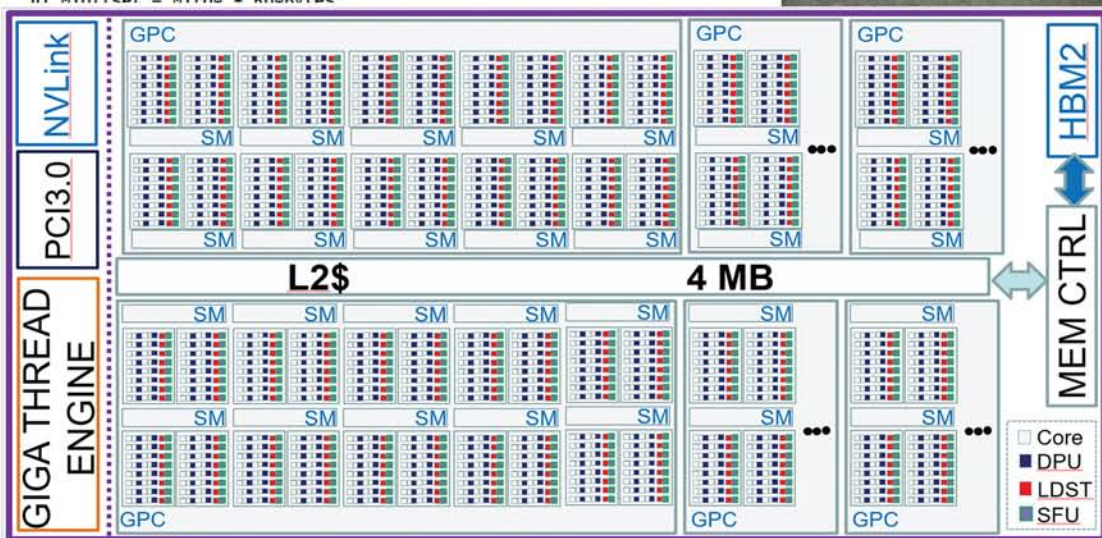 NVLink
PCI3.0
GIGA THREAD
ENGINE
GPC
GPC
GPC
SM SM SM SM SM
SM
SM
SM SM SM SM SM
SM
SM
L2$ 4 MB
SM SM SM SM SM
SM
SM
SM SM SM SM SM
SM
SM
GPC
GPC
GPC
HBM2
MEM CTRL
Core
DPU
LDST
SFU